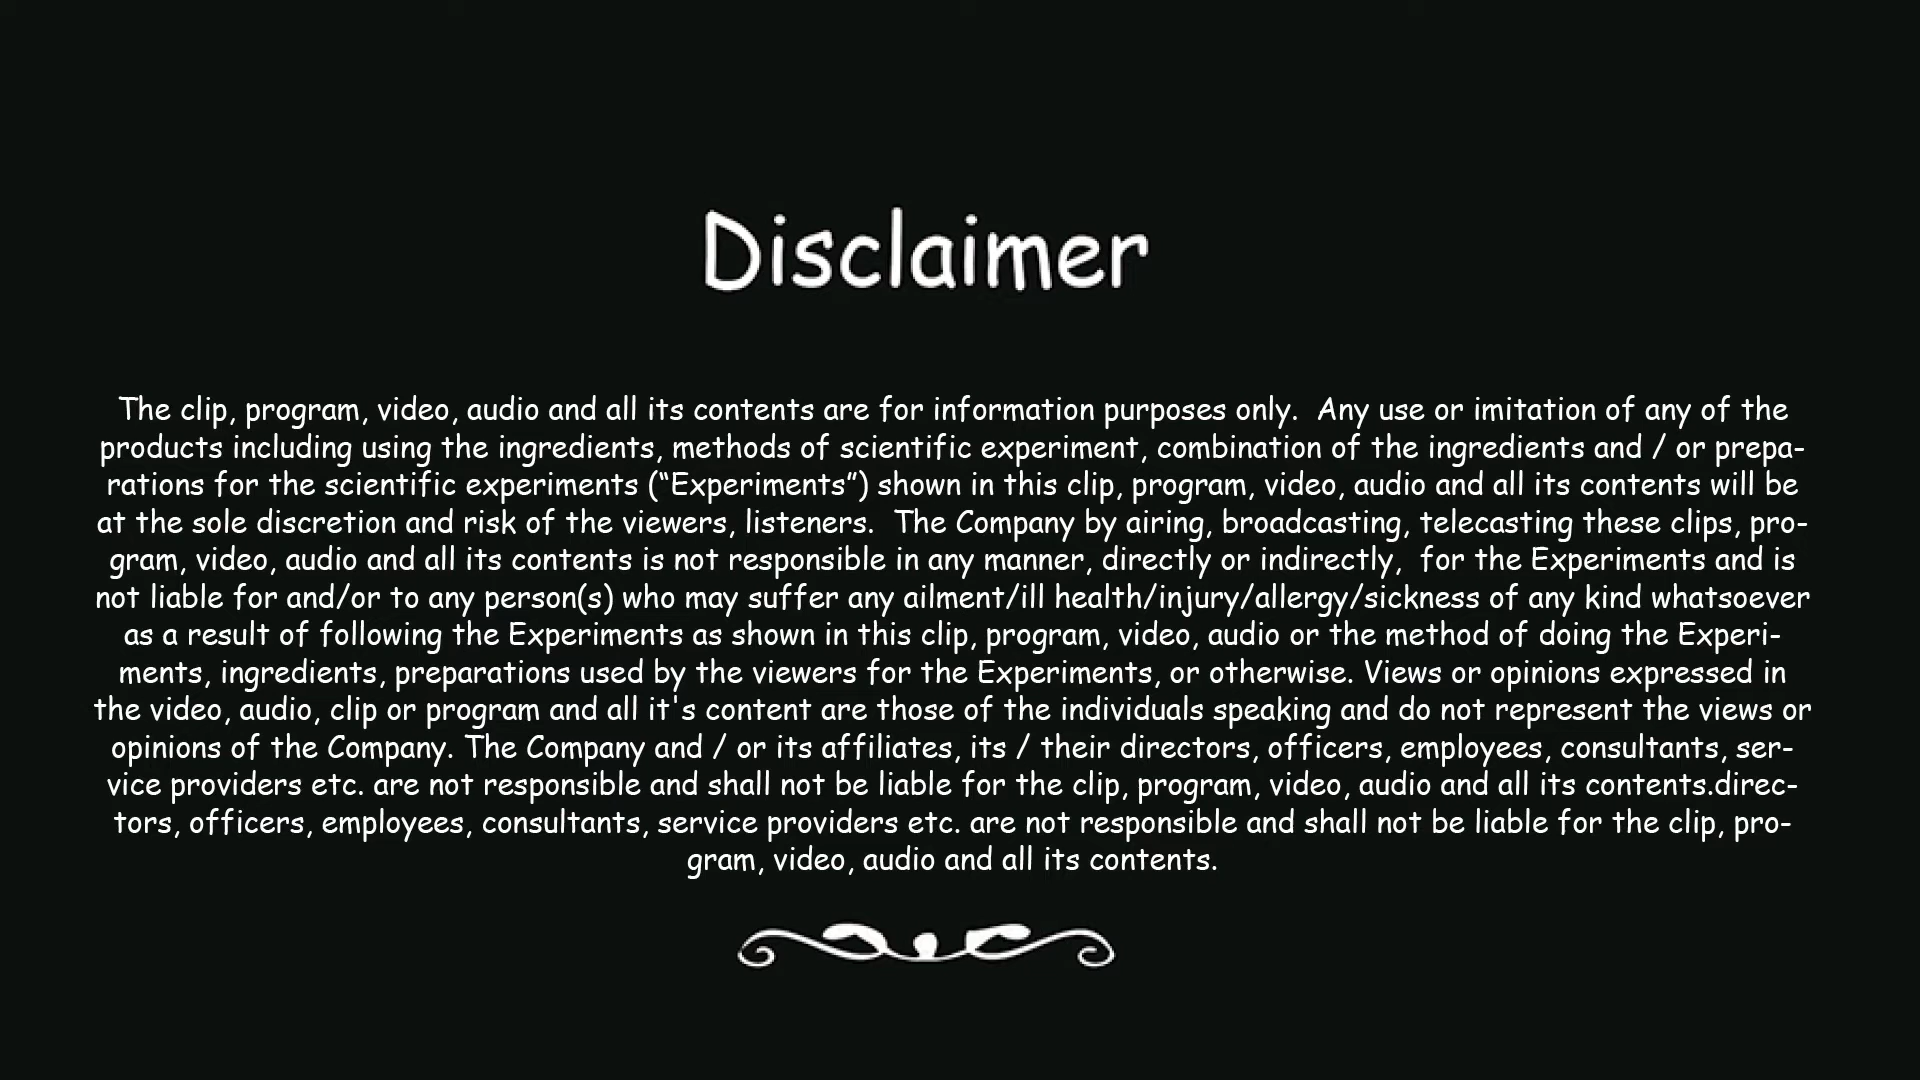 Disclaimer
The clip, program, video, audio and all its contents are for information purposes only.  Any use or imitation of any of the
products including using the ingredients, methods of scientific experiment, combination of the ingredients and / or prepa-
rations for the scientific experiments (“Experiments”) shown in this clip, program, video, audio and all its contents will be
at the sole discretion and risk of the viewers, listeners.  The Company by airing, broadcasting, telecasting these clips, pro-
gram, video, audio and all its contents is not responsible in any manner, directly or indirectly,  for the Experiments and is
not liable for and/or to any person(s) who may suffer any ailment/ill health/injury/allergy/sickness of any kind whatsoever
as a result of following the Experiments as shown in this clip, program, video, audio or the method of doing the Experi-
ments, ingredients, preparations used by the viewers for the Experiments, or otherwise. Views or opinions expressed in
the video, audio, clip or program and all it's content are those of the individuals speaking and do not represent the views or
opinions of the Company. The Company and / or its affiliates, its / their directors, officers, employees, consultants, ser-
vice providers etc. are not responsible and shall not be liable for the clip, program, video, audio and all its contents.direc-
tors, officers, employees, consultants, service providers etc. are not responsible and shall not be liable for the clip, pro-
gram, video, audio and all its contents.